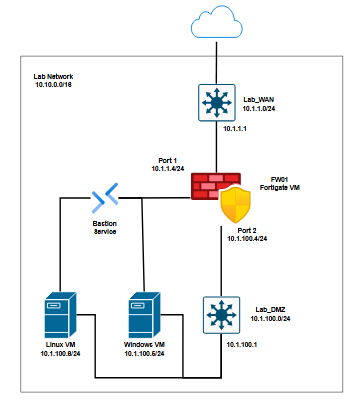 Lab Network
10.10.0.0/16
Lab_WAN
10.1.1.0/24
10.1.1.1
Port 1
10.1.1.4/24
FW01
Fortigate VM
Bastion
Service
Port 2
10.1.100.4/24
Lab_DMZ
10.1.100.0/24
10.1.100.1
Linux VM
10.1.100.6/24
Windows VM
10.1.100.5/24